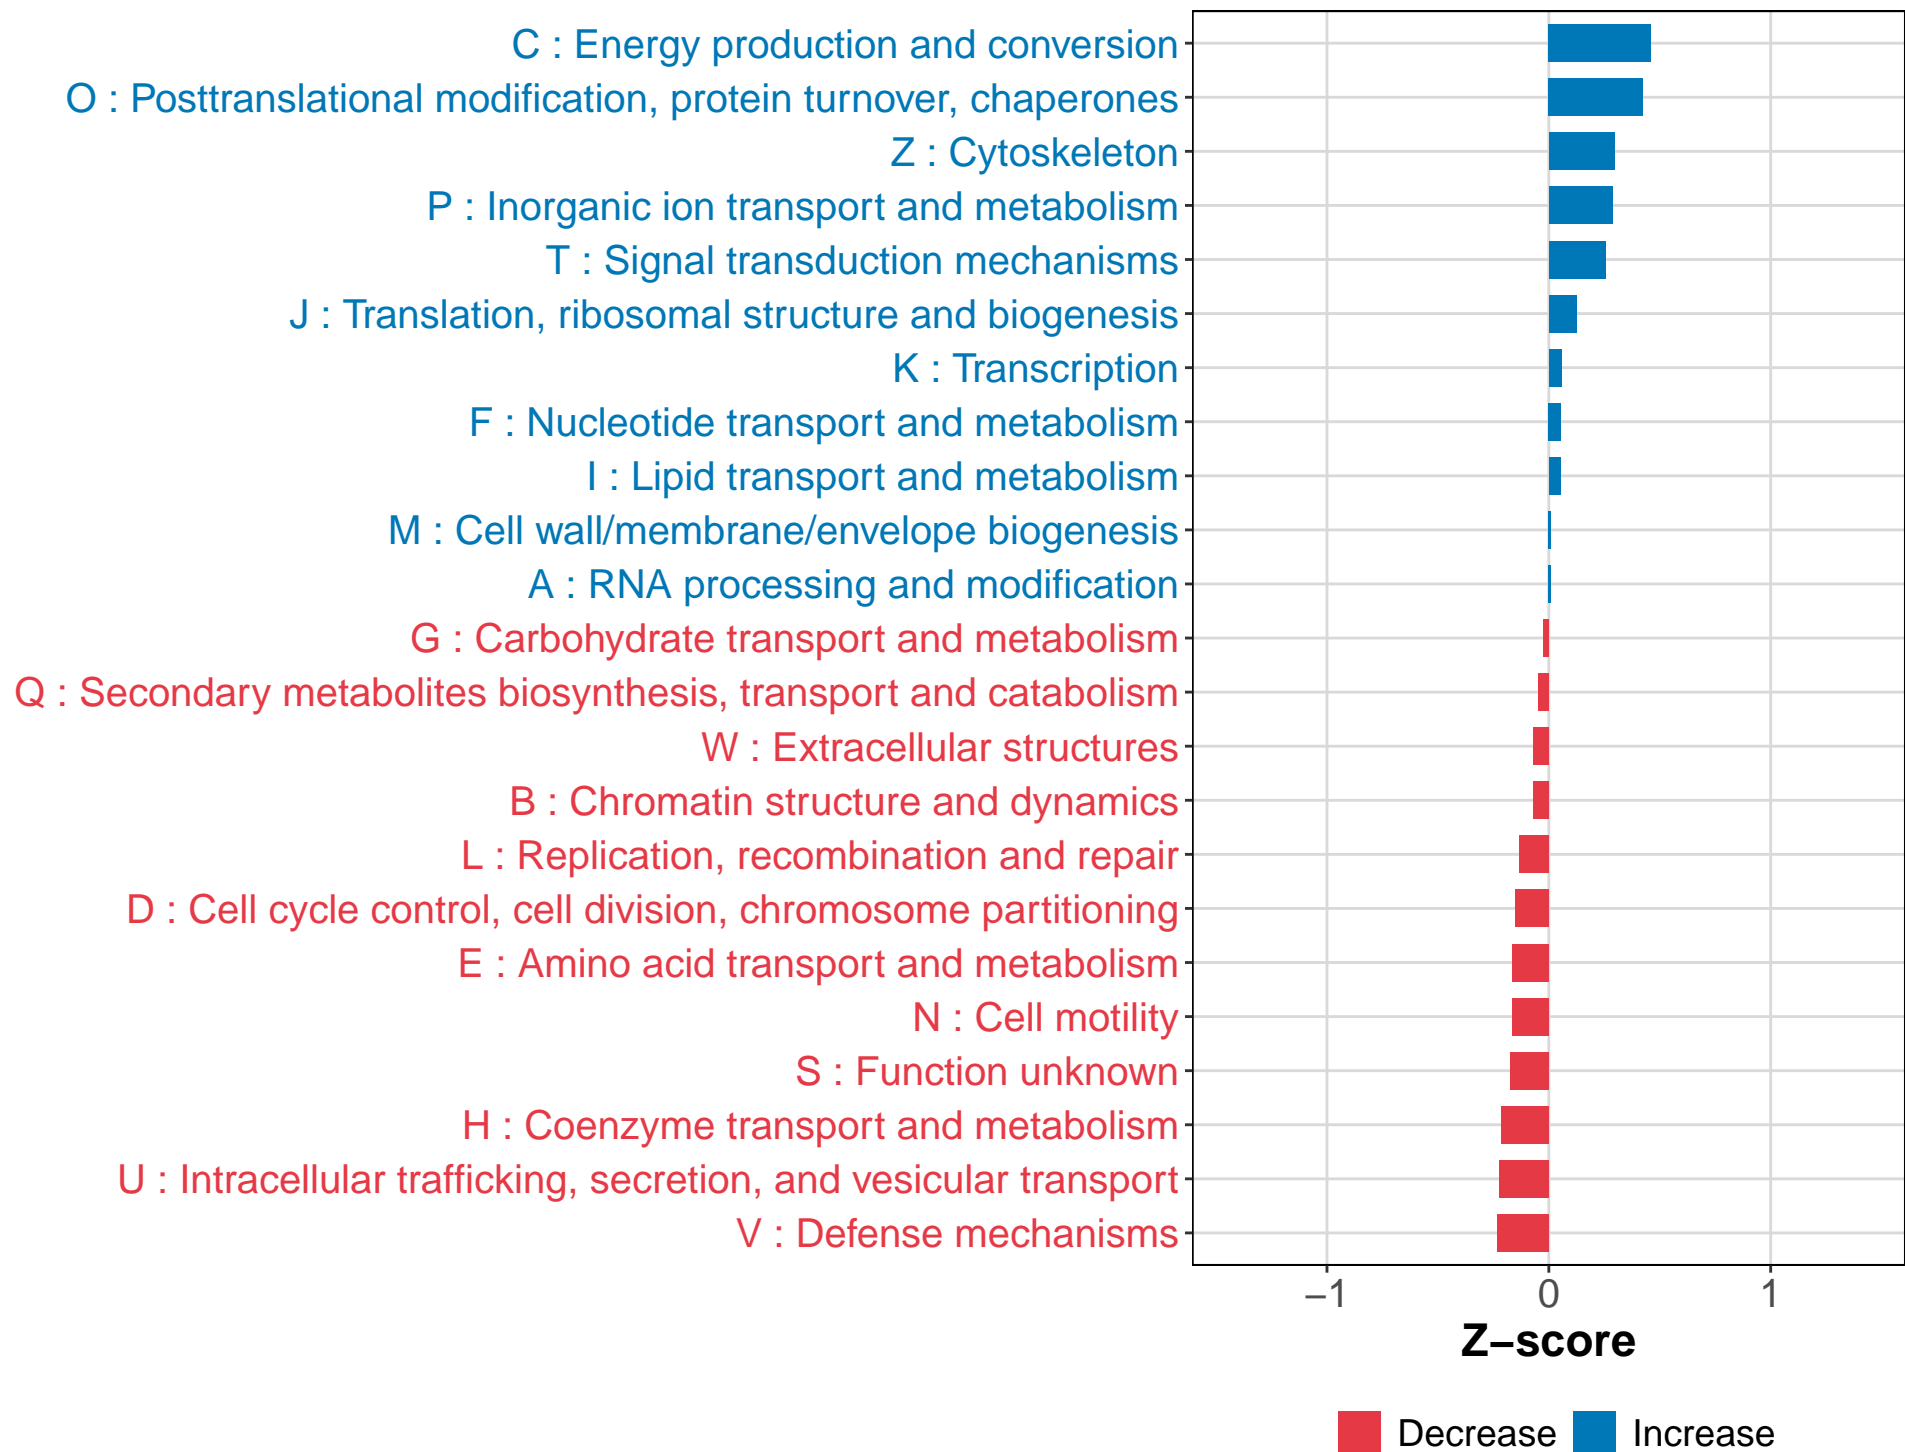 C : Energy production and conversion
O : Posttranslational modification, protein turnover, chaperones
Z : Cytoskeleton
P : Inorganic ion transport and metabolism
T : Signal transduction mechanisms
J : Translation, ribosomal structure and biogenesis
K : Transcription
F : Nucleotide transport and metabolism
I : Lipid transport and metabolism
M : Cell wall/membrane/envelope biogenesis
A : RNA processing and modification
G : Carbohydrate transport and metabolism
Q : Secondary metabolites biosynthesis, transport and catabolism
W : Extracellular structures
B : Chromatin structure and dynamics
L : Replication, recombination and repair
D : Cell cycle control, cell division, chromosome partitioning
E : Amino acid transport and metabolism
N : Cell motility
S : Function unknown
H : Coenzyme transport and metabolism
U : Intracellular trafficking, secretion, and vesicular transport
V : Defense mechanisms
−1 0 1
Z−score
Decrease Increase